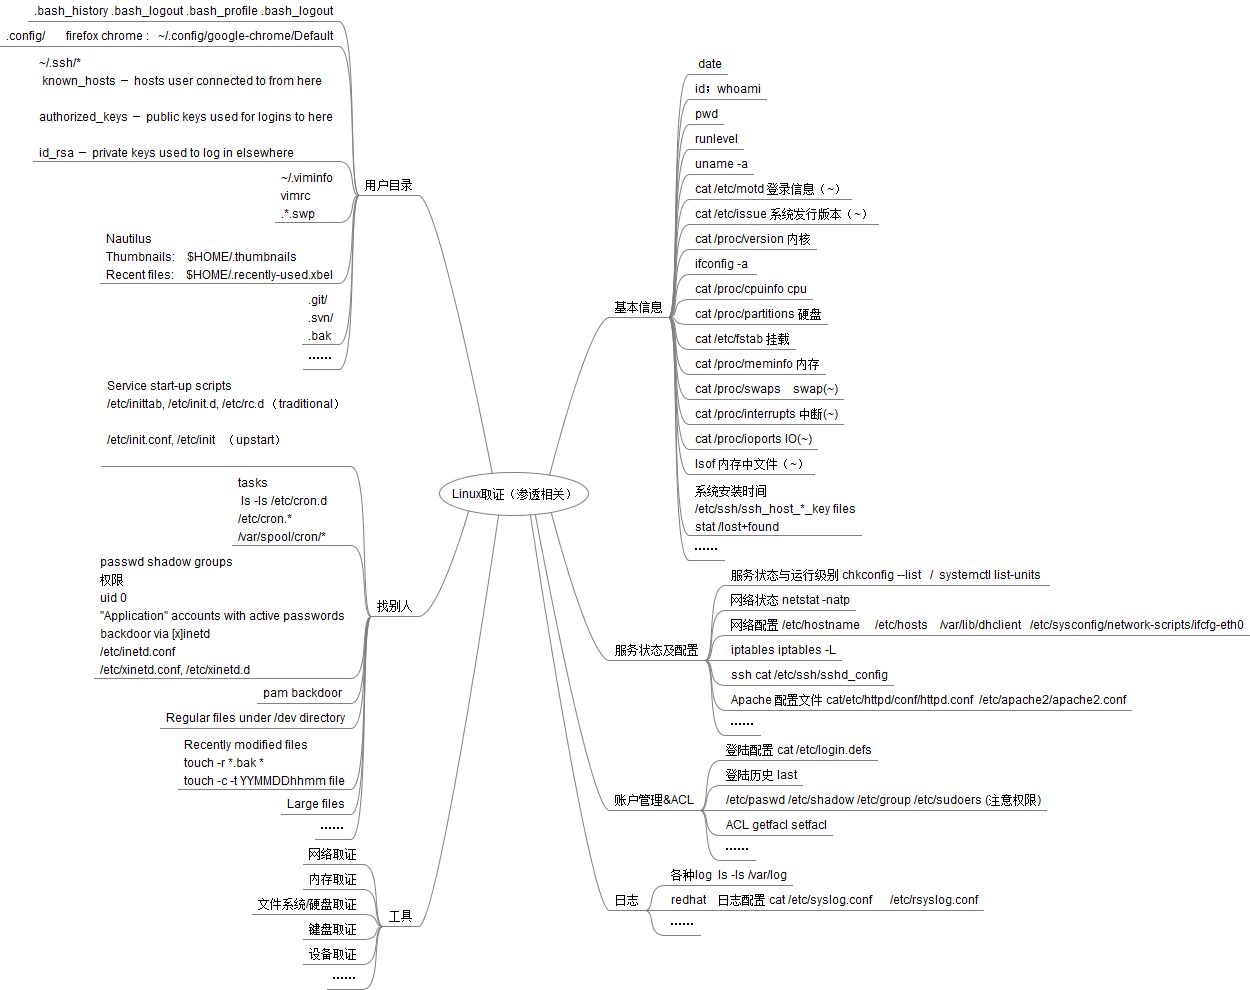 Linux取证（渗透相关）
用户目录
.bash_history .bash_logout .bash_profile .bash_logout
.config/ firefox chrome： ~/.config/google-chrome/Default
~/.ssh/*
known_hosts — hosts user connected to from here
authorized_keys — public keys used for logins to here
id_rsa — private keys used to log in elsewhere
~/.viminfo
vimrc
.*.swp
Nautilus
Thumbnails: $HOME/.thumbnails
Recent files: $HOME/.recently-used.xbel
.git/
.svn/
.bak
······
找别人
Service start-up scripts
/etc/inittab, /etc/init.d, /etc/rc.d（traditional）
/etc/init.conf, /etc/init （upstart）
tasks
ls -ls /etc/cron.d
/etc/cron.*
/var/spool/cron/*
passwd shadow groups
权限
uid 0
"Application" accounts with active passwords
backdoor via [x]inetd
/etc/inetd.conf
/etc/xinetd.conf, /etc/xinetd.d
pam backdoor
Regular files under /dev directory
Recently modified files
touch -r *.bak *
touch -c -t YYMMDDhhmm file
Large files
······
工具
网络取证
内存取证
文件系统/硬盘取证
键盘取证
设备取证
······
基本信息
date
id；whoami
pwd
runlevel
uname -a
cat /etc/motd 登录信息（~）
cat /etc/issue 系统发行版本（~）
cat /proc/version 内核
ifconfig -a
cat /proc/cpuinfo cpu
cat /proc/partitions 硬盘
cat /etc/fstab 挂载
cat /proc/meminfo 内存
cat /proc/swaps swap(~)
cat /proc/interrupts 中断(~)
cat /proc/ioports IO(~)
lsof 内存中文件（~）
系统安装时间
/etc/ssh/ssh_host_*_key files
stat /lost+found
······
服务状态及配置
服务状态与运行级别 chkconfig --list / systemctl list-units
网络状态 netstat -natp
网络配置 /etc/hostname /etc/hosts /var/lib/dhclient /etc/sysconfig/network-scripts/ifcfg-eth0
iptables iptables -L
ssh cat /etc/ssh/sshd_config
Apache 配置文件 cat/etc/httpd/conf/httpd.conf /etc/apache2/apache2.conf
······
账户管理&ACL
登陆配置 cat /etc/login.defs
登陆历史 last
/etc/paswd /etc/shadow /etc/group /etc/sudoers (注意权限)
ACL getfacl setfacl
······
日志
各种log ls -ls /var/log
redhat 日志配置 cat /etc/syslog.conf /etc/rsyslog.conf
······